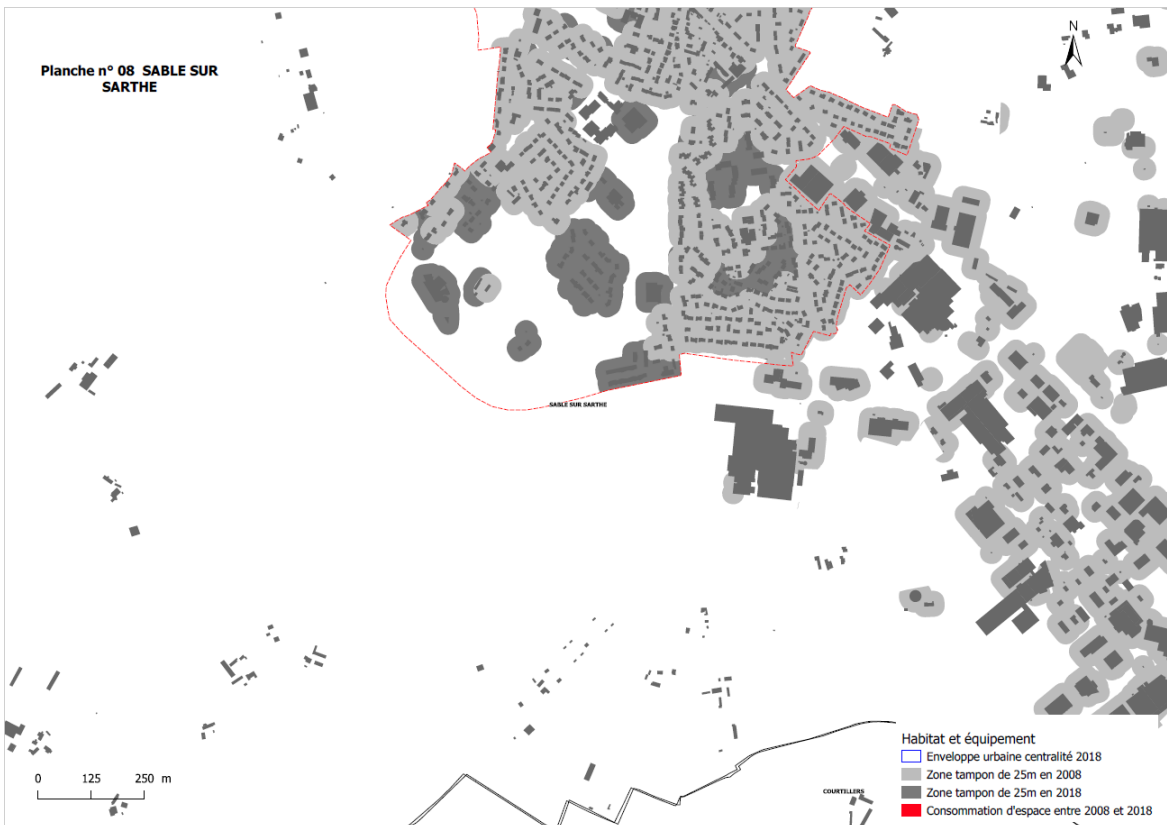 Planche n° 08 SABLE SUR
SARTHE
N
SABLE SUR SARTHE
0 125 250 m
COURTILLERS
Habitat et équipement
Enveloppe urbaine centralité 2018
Zone tampon de 25m en 2008
Zone tampon de 25m en 2018
Consommation d'espace entre 2008 et 2018